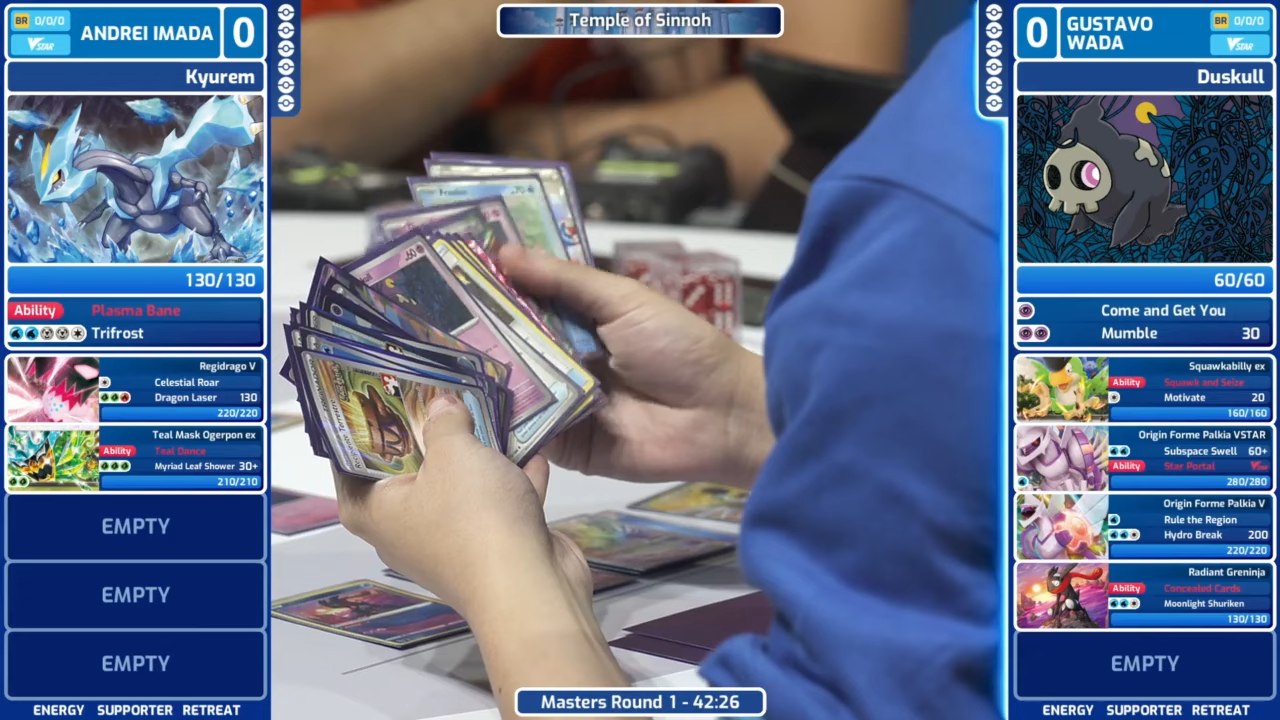 BR 0/0/0
VSTAR
ANDREI IMADA
0
Kyurem
130/130
Ability Plasma Bane
Trifrost
Regidrago V
Celestial Roar
Dragon Laser 130
220/220
Teal Mask Ogerpon ex
Ability Teal Dance
Myriad Leaf Shower 30+
210/210
EMPTY
EMPTY
EMPTY
ENERGY SUPPORTER RETREAT
Temple of Sinnoh
Masters Round 1 - 42:26
0
GUSTAVO
WADA
BR 0/0/0
VSTAR
Duskull
60/60
Come and Get You
Mumble 30
Squawkabilly ex
Ability Squawk and Seize
Motivate 20
160/160
Origin Forme Palkia VSTAR
Subspace Swell 60+
Ability Star Portal
280/280
Origin Forme Palkia V
Rule the Region
Hydro Break 200
220/220
Radiant Greninja
Ability Concealed Cards
Moonlight Shuriken
130/130
EMPTY
ENERGY SUPPORTER RETREAT